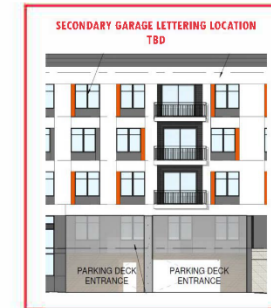 SECONDARY GARAGE LETTERING LOCATION
TBD
PARKING DECK
ENTRANCE
PARKING DECK
ENTRANCE